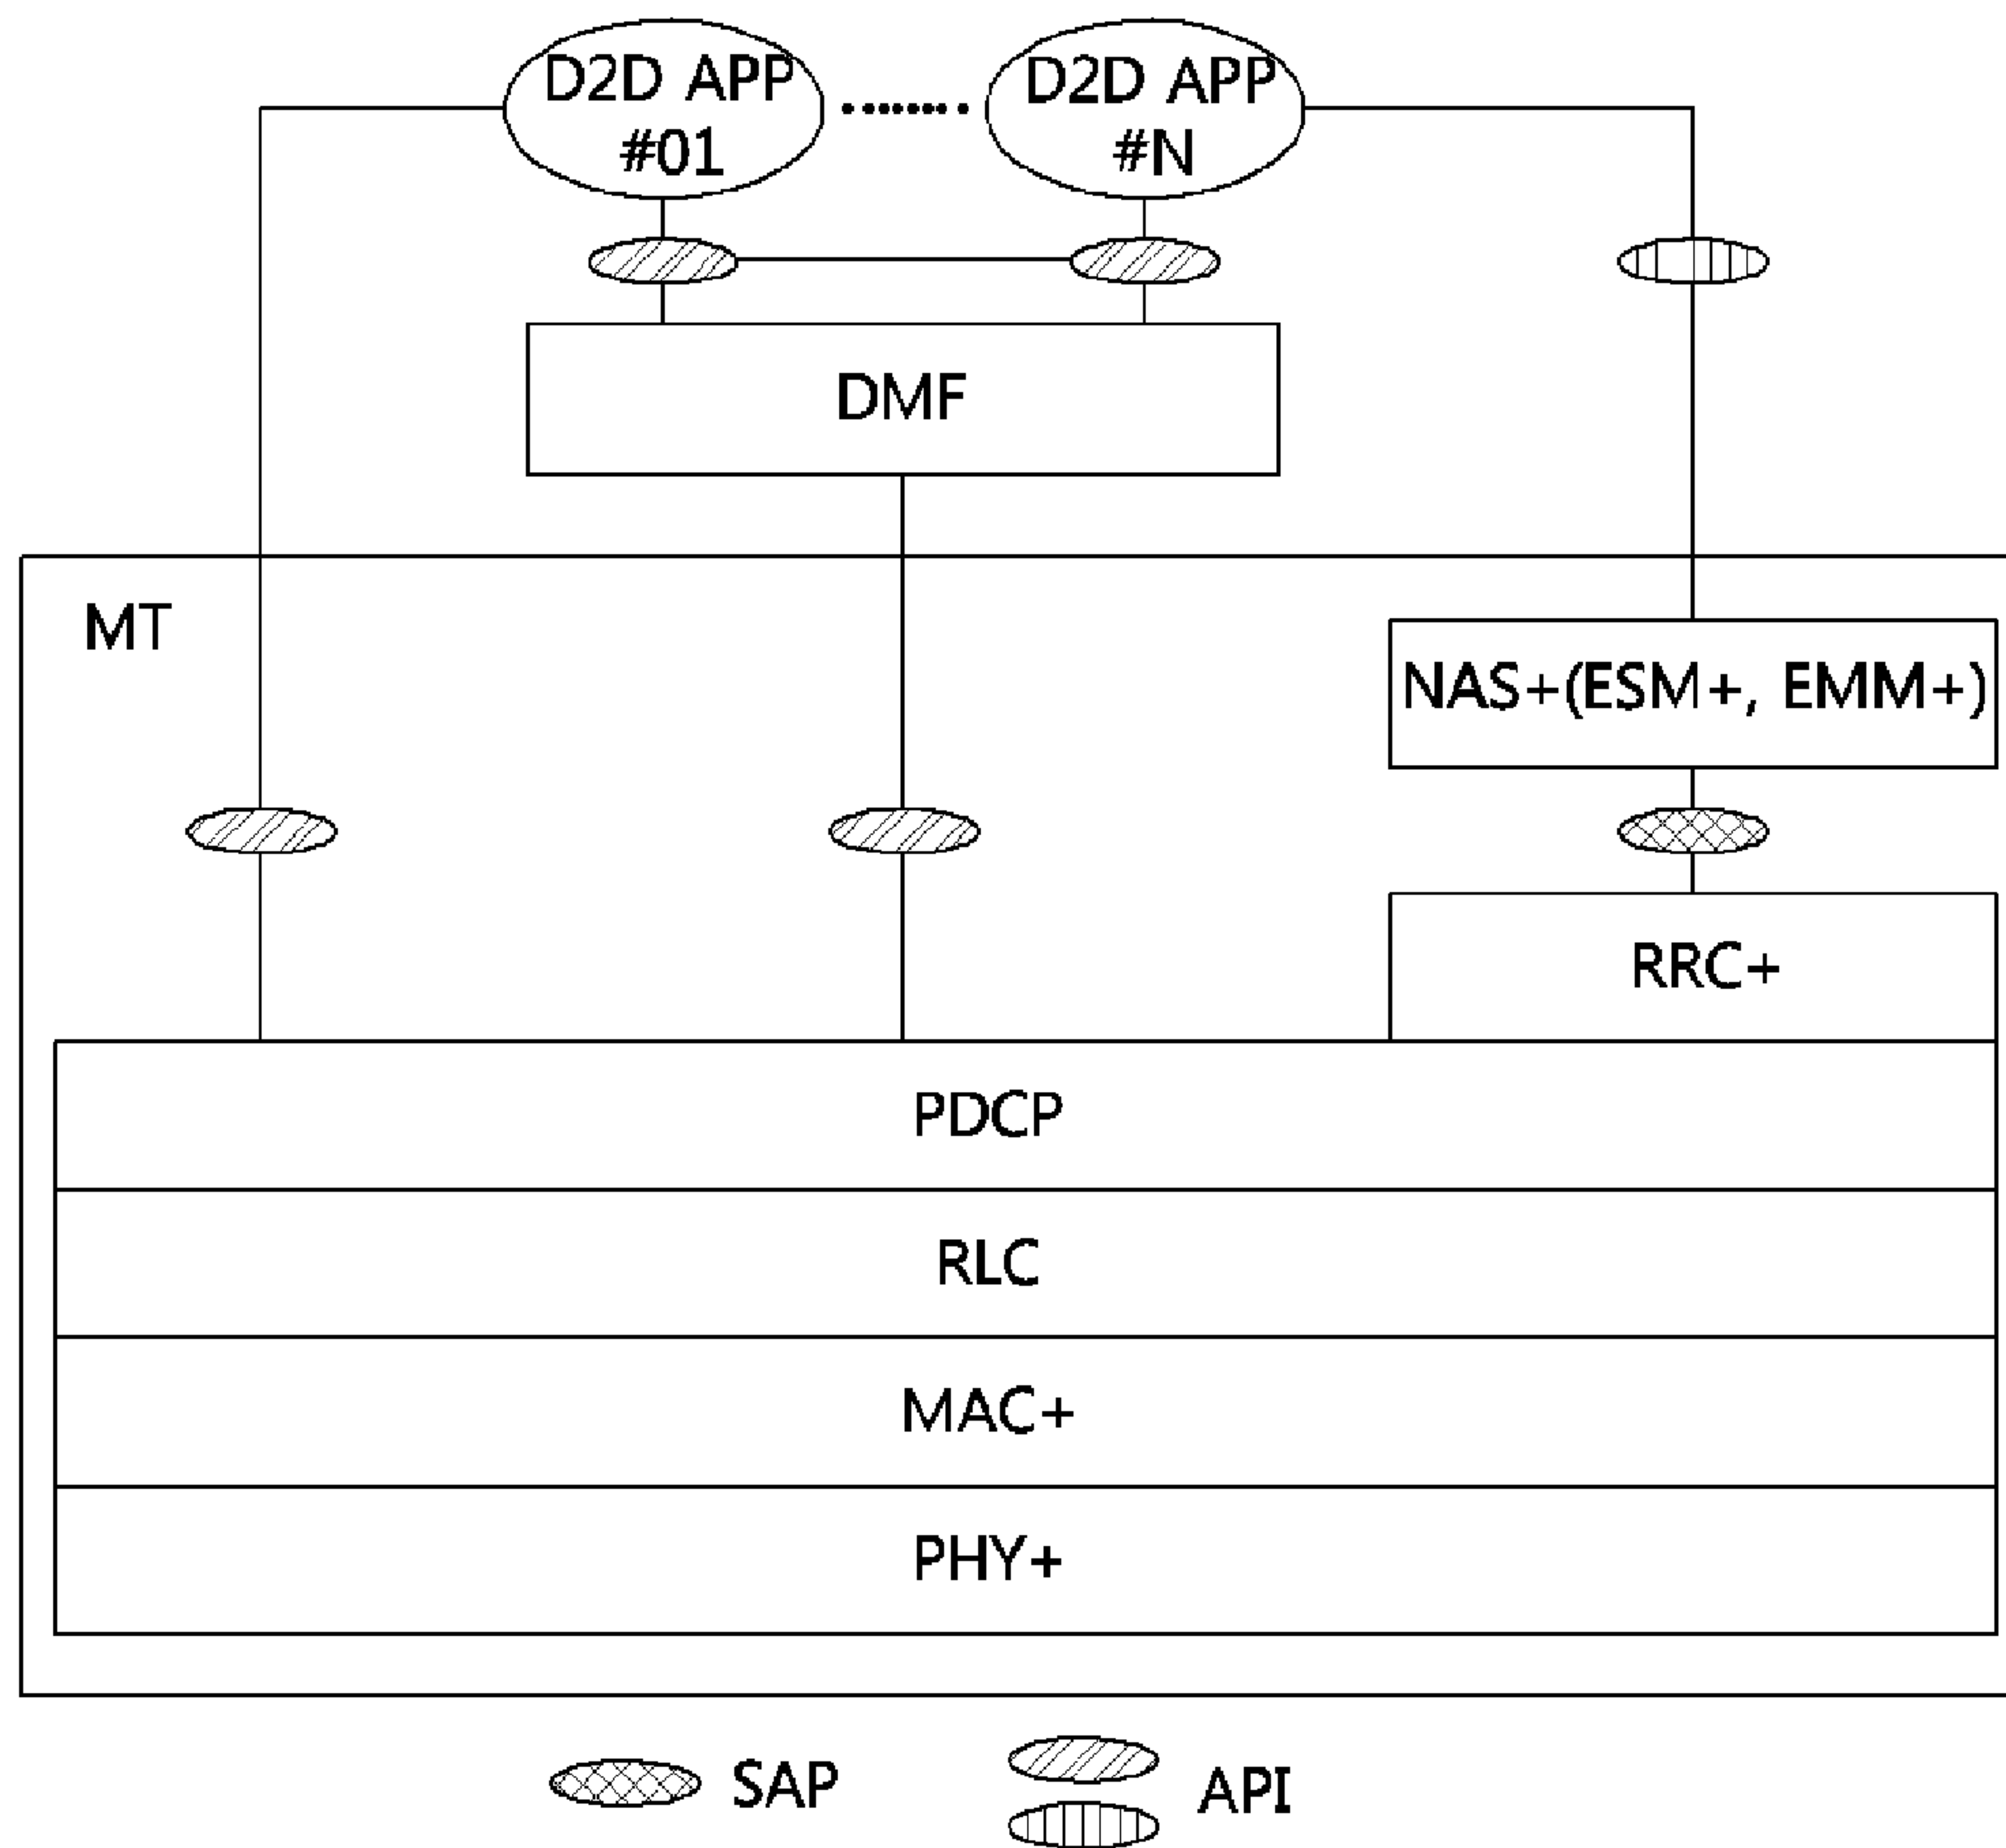 D2D APP
#01
D2D APP
#N
DMF
MT
NAS+(ESM+, EMM+)
RRC+
PDCP
RLC
MAC+
PHY+
SAP
API